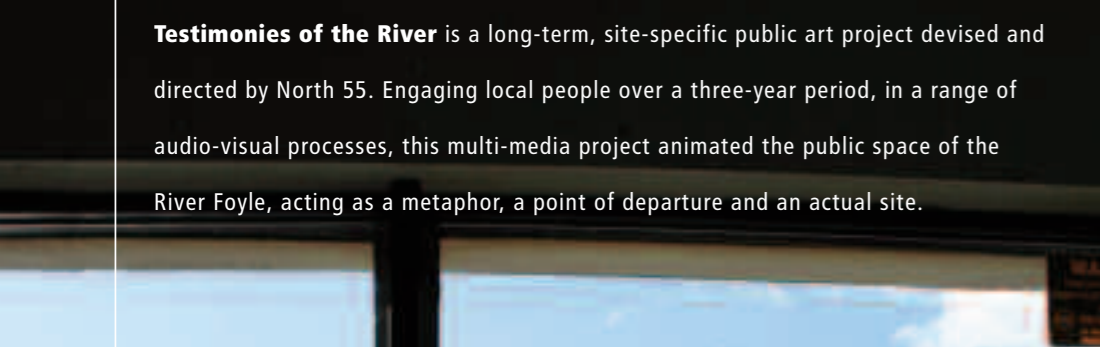 Testimonies of the River is a long-term, site-specific public art project devised and
directed by North 55. Engaging local people over a three-year period, in a range of
audio-visual processes, this multi-media project animated the public space of the
River Foyle, acting as a metaphor, a point of departure and an actual site.